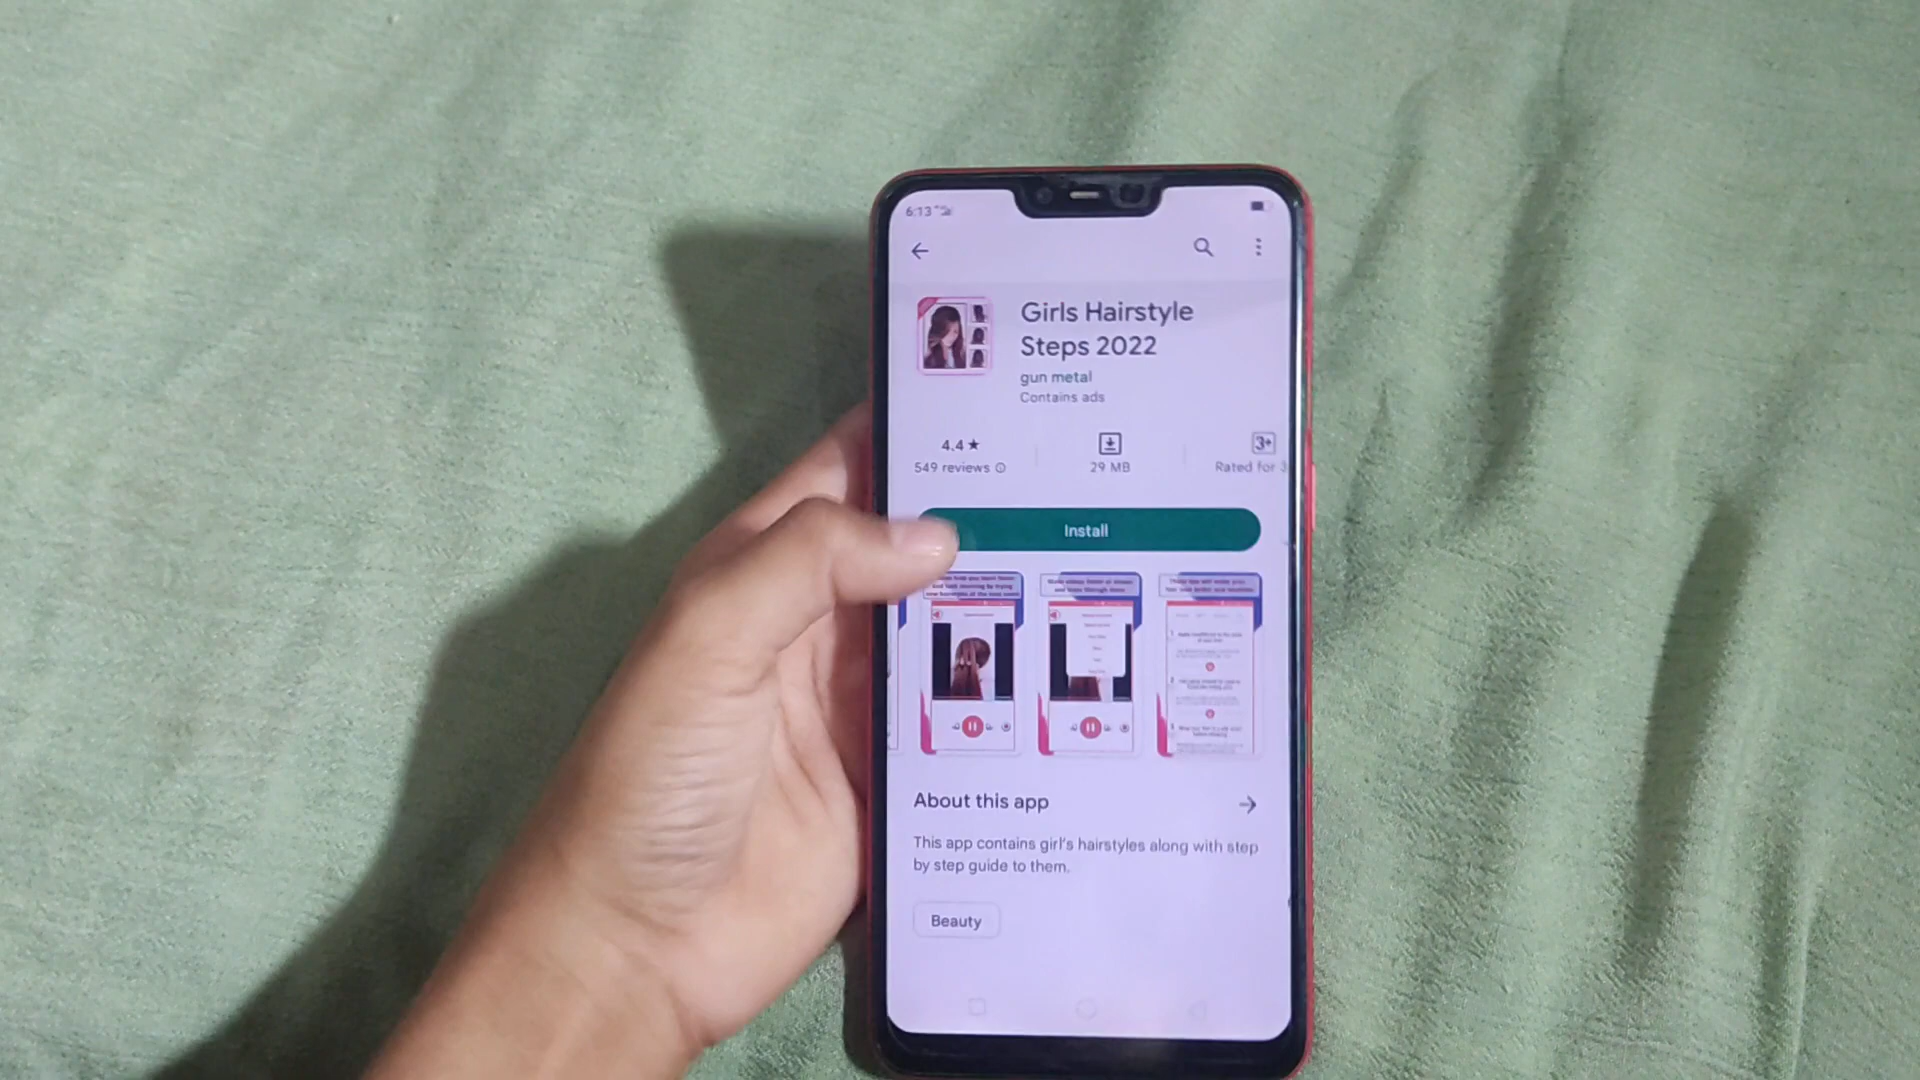 6:13
Girls Hairstyle
Steps 2022
gun metal
Contains ads
4.4★
549 reviews
29 MB
3+
Rated for 3
Install
About this app
This app contains girl's hairstyles along with step
by step guide to them.
Beauty